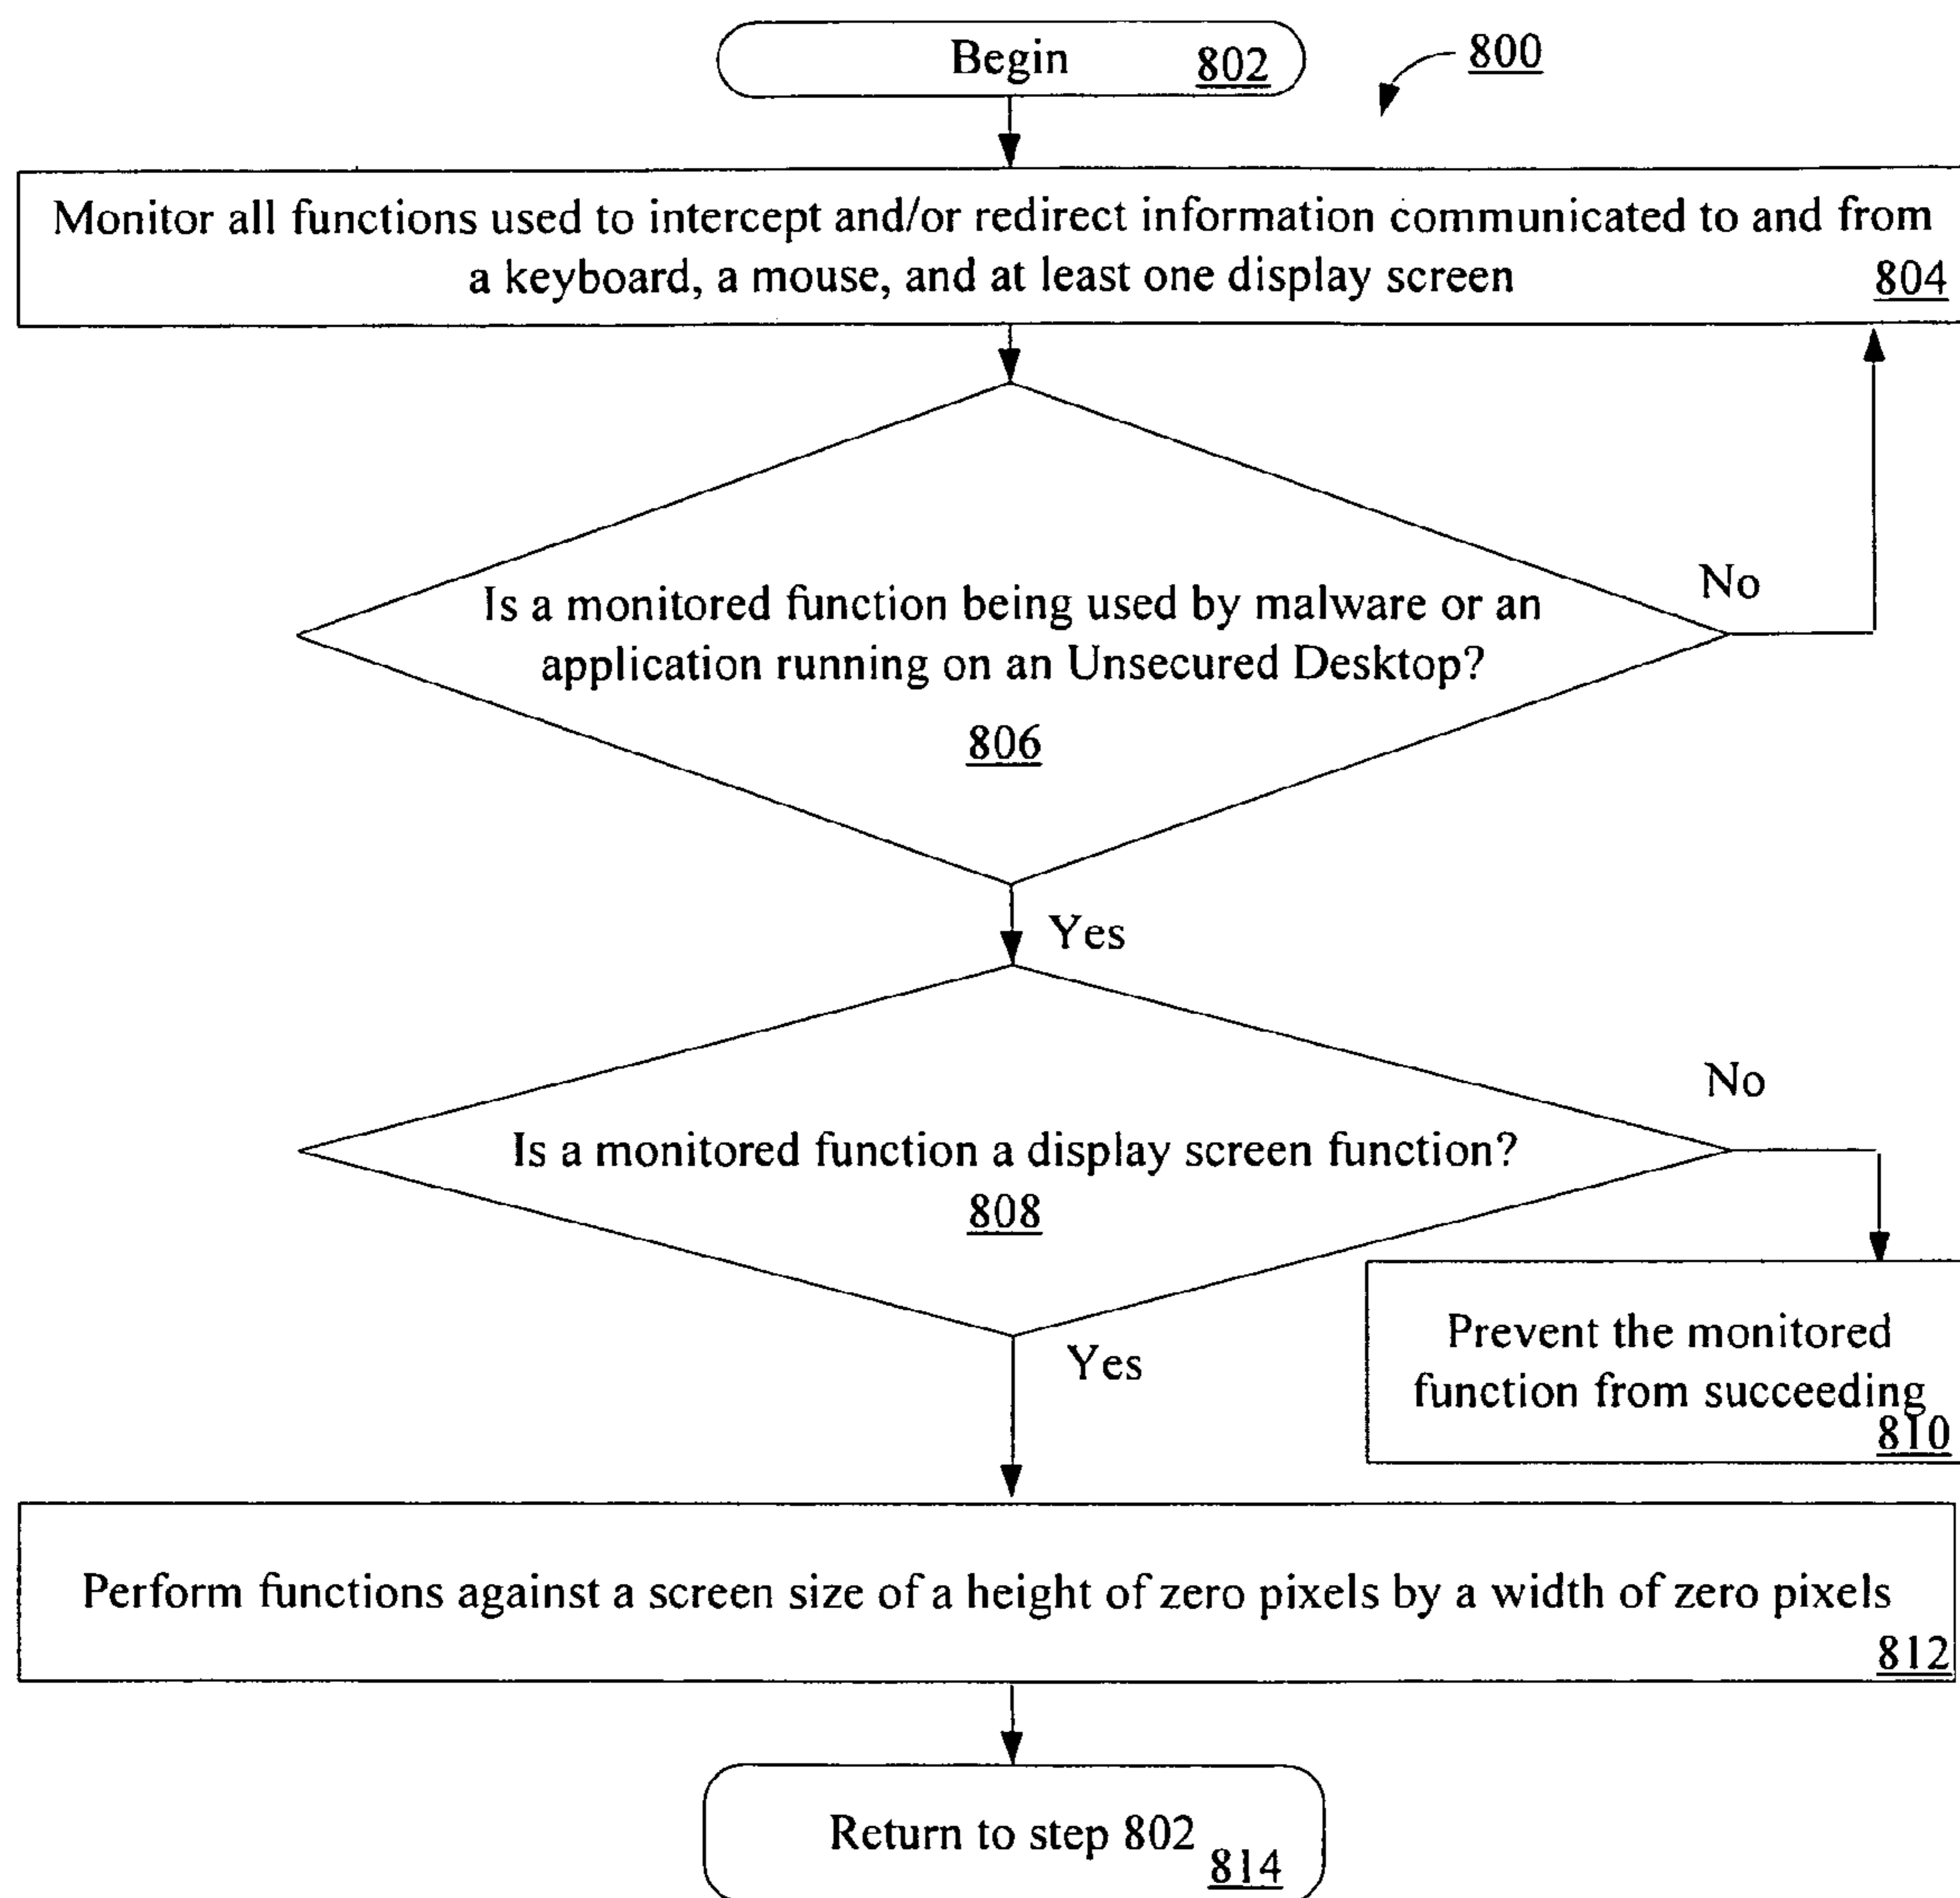 Begin 802
800
Monitor all functions used to intercept and/or redirect information communicated to and from
a keyboard, a mouse, and at least one display screen 804
No
Is a monitored function being used by malware or an
application running on an Unsecured Desktop?
806
Yes
No
Is a monitored function a display screen function?
808
Prevent the monitored
function from succeeding
810
Yes
Perform functions against a screen size of a height of zero pixels by a width of zero pixels
812
Return to step 802
814